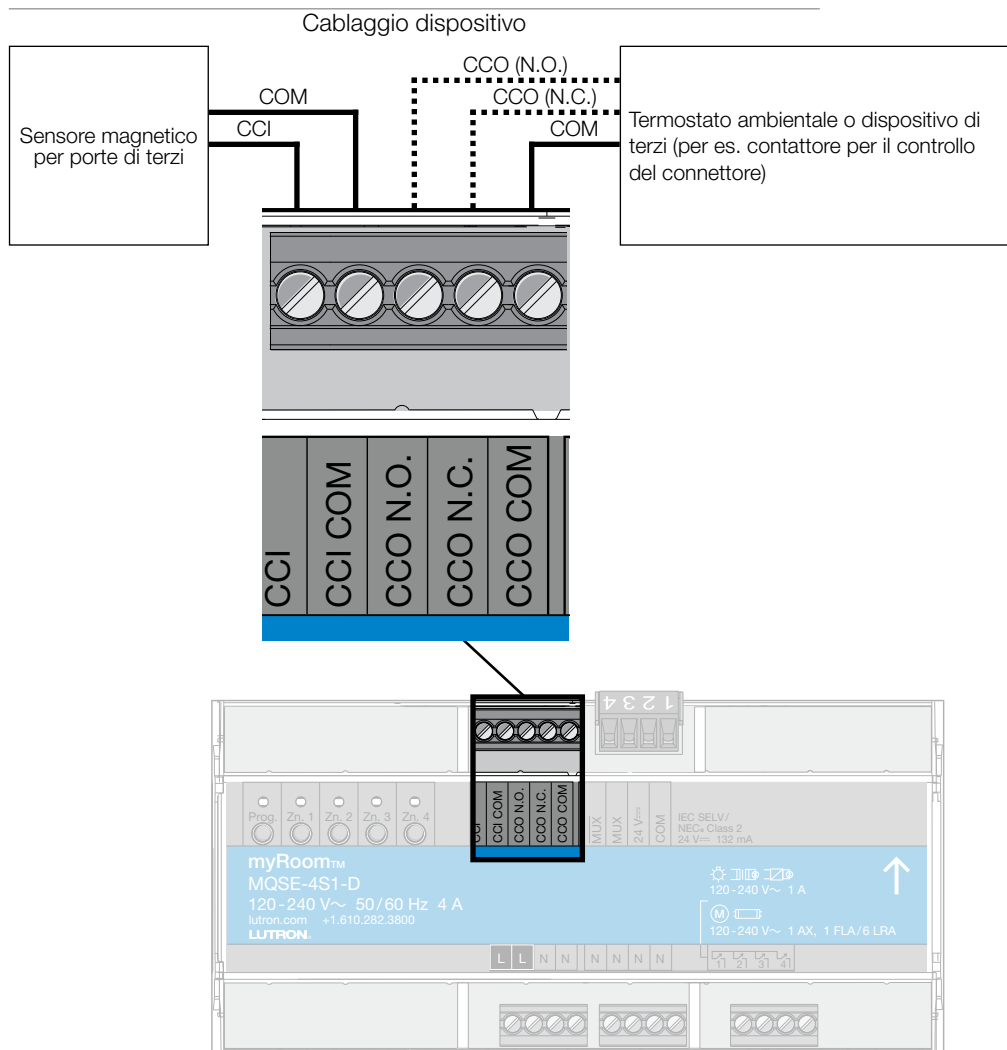 Cablaggio dispositivo
CCO (N.O.)
COM
CCO (N.C.)
CCI
COM
Sensore magnetico
per porte di terzi
Termostato ambientale o dispositivo di
terzi (per es. contattore per il controllo
del connettore)
CCI
CCI COM
CCO N.O.
CCO N.C.
CCO COM
4 3 2 1
Prog. Zn. 1 Zn. 2 Zn. 3 Zn. 4
CCI
CCI COM
CCO N.O.
CCO N.C.
CCO COM
MUX
MUX
24 V⎓
COM
IEC SELV/
NEC® Class 2
24 V⎓ 132 mA
myRoom™
MQSE-4S1-D
120-240 V~ 50/60 Hz 4 A
lutron.com +1.610.282.3800
LUTRON®
120-240 V~ 1 A
M
120-240 V~ 1 AX, 1 FLA/6 LRA
L L N N N N N N
1 2 3 4